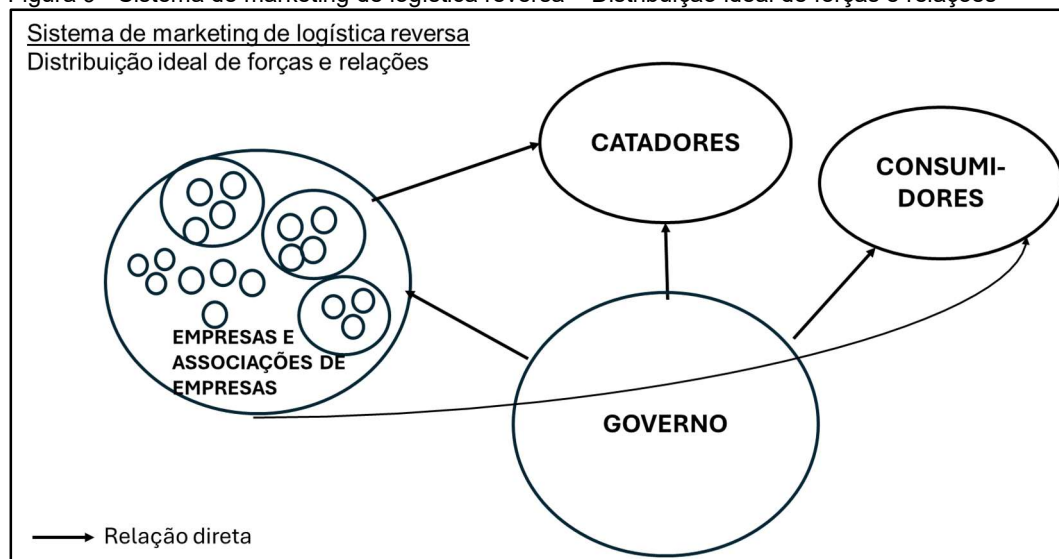 Sistema de marketing de logística reversa
Distribuição ideal de forças e relações
CATADORES
CONSUMI-
DORES
EMPRESAS E
ASSOCIAÇÕES DE
EMPRESAS
GOVERNO
Relação direta